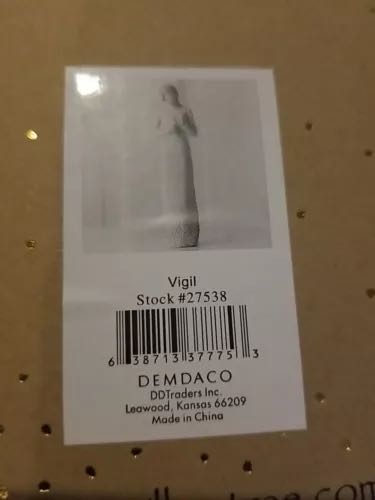 Vigil
Stock #27538
6 38713 37775 3
DEMDACO
DDTraders Inc.
Leawood, Kansas 66209
Made in China